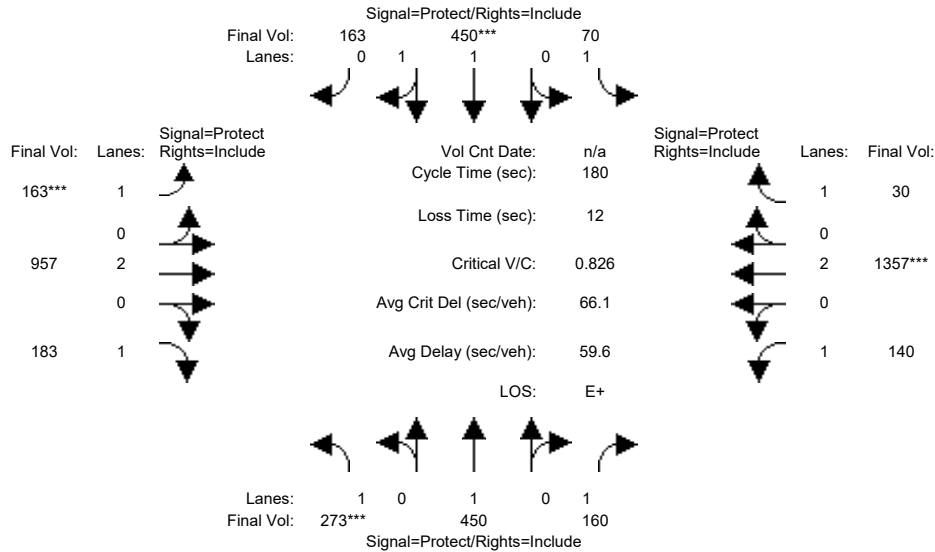 Signal=Protect/Rights=Include
Final Vol: 163 450*** 70
Lanes: 0 1 1 0 1
Signal=Protect
Final Vol: Lanes: Rights=Include
Vol Cnt Date: n/a
Cycle Time (sec): 180
Signal=Protect
Rights=Include Lanes: Final Vol:
163*** 1
1 30
Loss Time (sec): 12
0
0
957 2
Critical V/C: 0.826
2 1357***
0
Avg Crit Del (sec/veh): 66.1
0
183 1
Avg Delay (sec/veh): 59.6
1 140
LOS: E+
Lanes: 1 0 1 0 1
Final Vol: 273*** 450 160
Signal=Protect/Rights=Include